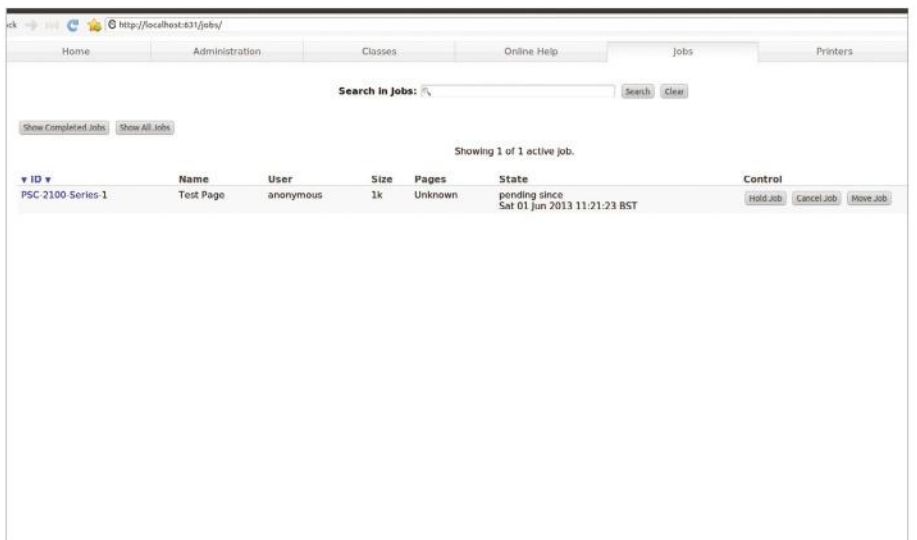 ck http://localhost:631/jobs/
Home Administration Classes Online Help Jobs Printers
Search in Jobs: Search Clear
Show Completed Jobs Show All Jobs
Showing 1 of 1 active job.
▼ ID ▼ Name User Size Pages State Control
PSC-2100-Series-1 Test Page anonymous 1k Unknown pending since
Sat 01 Jun 2013 11:21:23 BST Hold Job Cancel Job Move Job